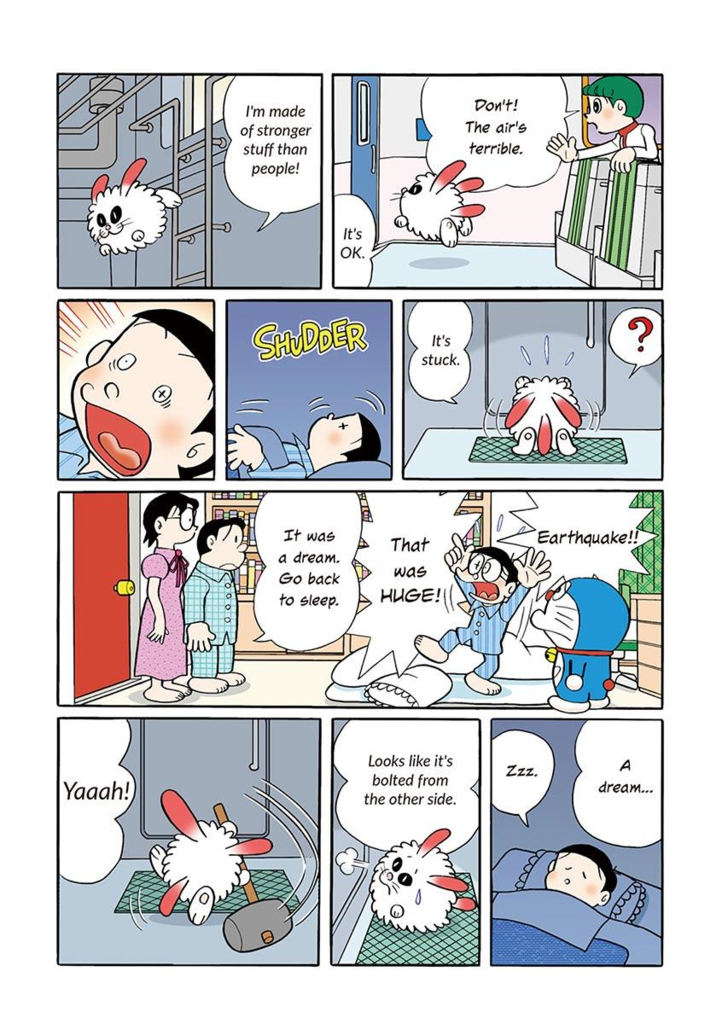 Don't!
The air's
terrible.
It's
OK.
I'm made
of stronger
stuff than
people!
?
It's
stuck.
SHUDDER
Earthquake!!
That
was
HUGE!
It was
a dream.
Go back
to sleep.
A
dream...
Zzz.
Looks like it's
bolted from
the other side.
Yaaah!